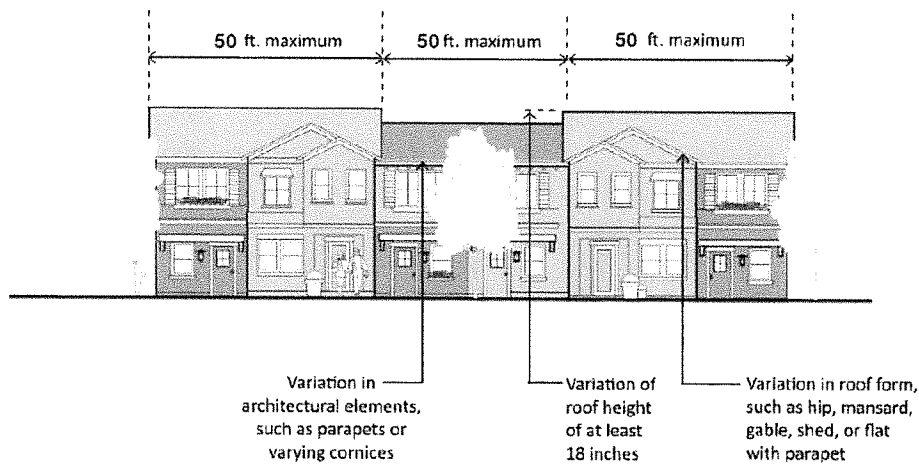 50 ft. maximum
50 ft. maximum
50 ft. maximum
Variation in
architectural elements,
such as parapets or
varying cornices
Variation of
roof height
of at least
18 inches
Variation in roof form,
such as hip, mansard,
gable, shed, or flat
with parapet